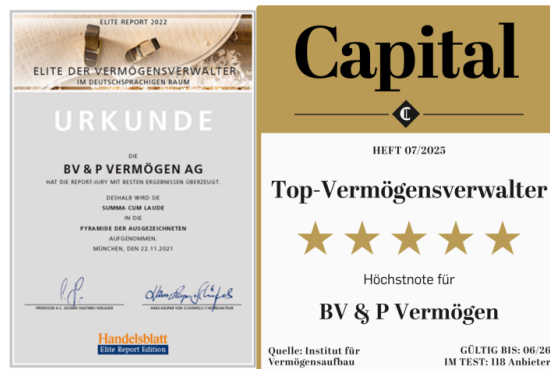 ELITE REPORT 2022
ELITE DER VERMÖGENSVERWALTER
IM DEUTSCHSPRACHIGEN RAUM
URKUNDE
DIE
BV & P VERMÖGEN AG
HAT DIE REPORT-JURY MIT BESTEN ERGEBNISSEN ÜBERZEUGT.
DESHALB WIRD SIE
SUMMA CUM LAUDE
IN DIE
PYRAMIDE DER AUSGEZEICHNETEN
AUFGENOMMEN.
MÜNCHEN, DEN 22.11.2021
Handelsblatt
Elite Report Edition
Capital
HEFT 07/2025
Top-Vermögensverwalter
Höchstnote für
BV & P Vermögen
Quelle: Institut für
Vermögensaufbau
GÜLTIG BIS: 06/26
IM TEST: 118 Anbieter